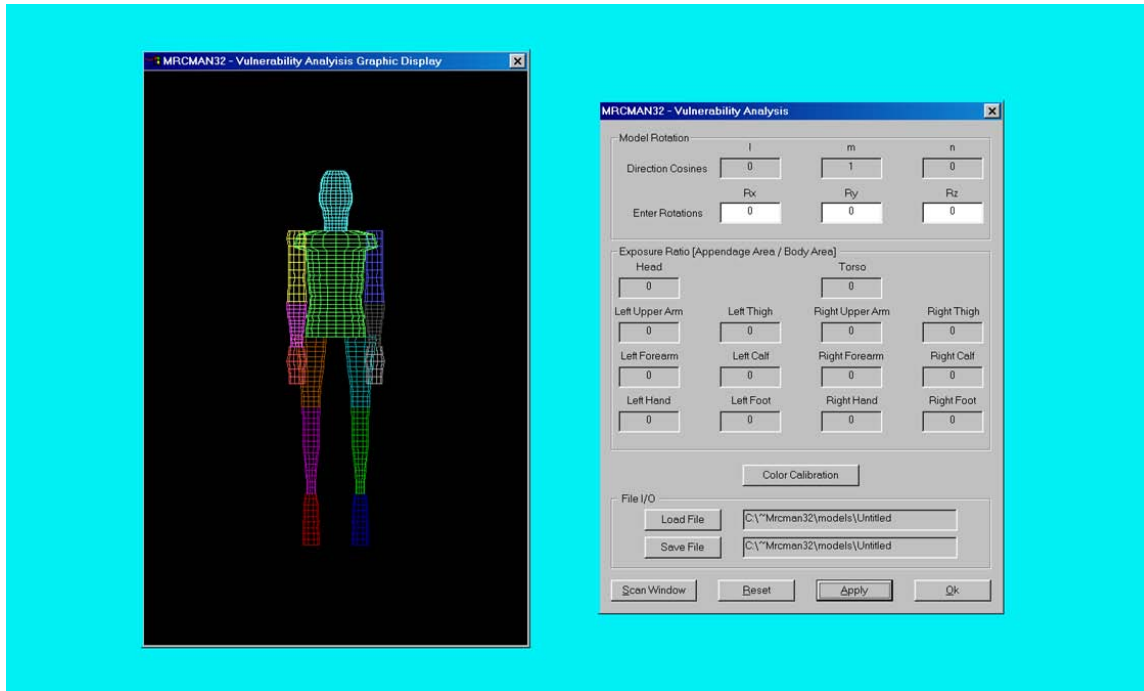 MRCMAN32 - Vulnerability Analyisis Graphic Display
MRCMAN32 - Vulnerability Analysis
Model Rotation
l m n
Direction Cosines 0 1 0
Rx Ry Rz
Enter Rotations 0 0 0
Exposure Ratio [Appendage Area / Body Area]
Head Torso
0 0
Left Upper Arm Left Thigh Right Upper Arm Right Thigh
0 0 0 0
Left Forearm Left Calf Right Forearm Right Calf
0 0 0 0
Left Hand Left Foot Right Hand Right Foot
0 0 0 0
Color Calibration
File I/O
Load File C:\~Mrcman32\models\Untitled
Save File C:\~Mrcman32\models\Untitled
Scan Window Reset Apply Ok